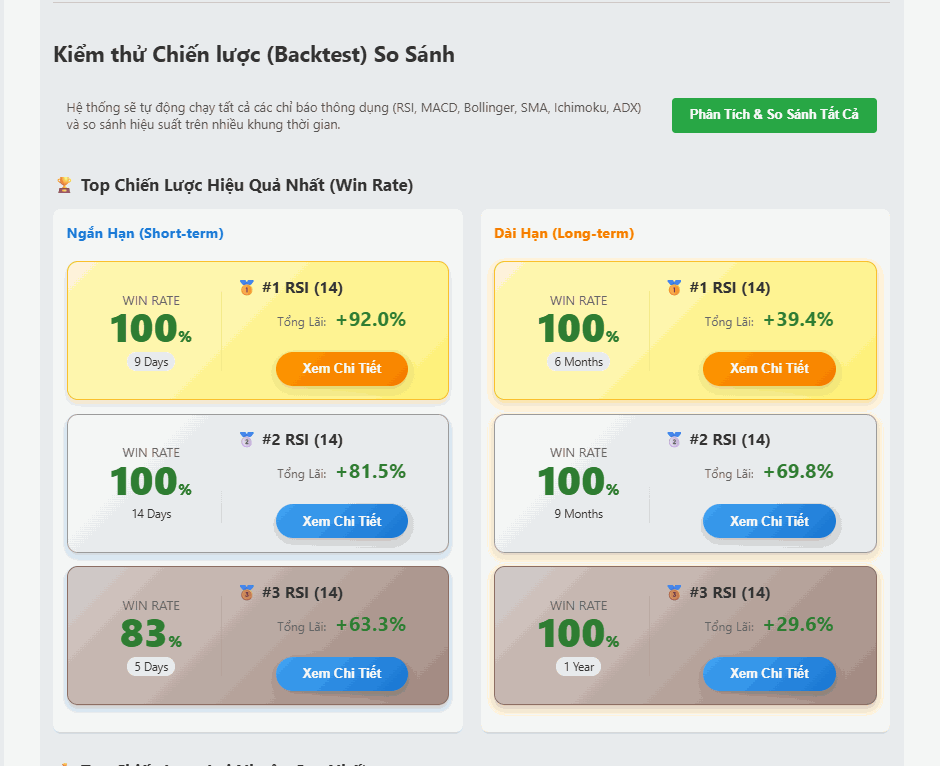 Kiểm thử Chiến lược (Backtest) So Sánh
Hệ thống sẽ tự động chạy tất cả các chỉ báo thông dụng (RSI, MACD, Bollinger, SMA, Ichimoku, ADX)
và so sánh hiệu suất trên nhiều khung thời gian.
Phân Tích & So Sánh Tất Cả
Top Chiến Lược Hiệu Quả Nhất (Win Rate)
Ngắn Hạn (Short-term)
1
#1 RSI (14)
WIN RATE
100%
9 Days
Tổng Lãi: +92.0%
Xem Chi Tiết
2
#2 RSI (14)
WIN RATE
100%
14 Days
Tổng Lãi: +81.5%
Xem Chi Tiết
3
#3 RSI (14)
WIN RATE
83%
5 Days
Tổng Lãi: +63.3%
Xem Chi Tiết
Dài Hạn (Long-term)
1
#1 RSI (14)
WIN RATE
100%
6 Months
Tổng Lãi: +39.4%
Xem Chi Tiết
2
#2 RSI (14)
WIN RATE
100%
9 Months
Tổng Lãi: +69.8%
Xem Chi Tiết
3
#3 RSI (14)
WIN RATE
100%
1 Year
Tổng Lãi: +29.6%
Xem Chi Tiết